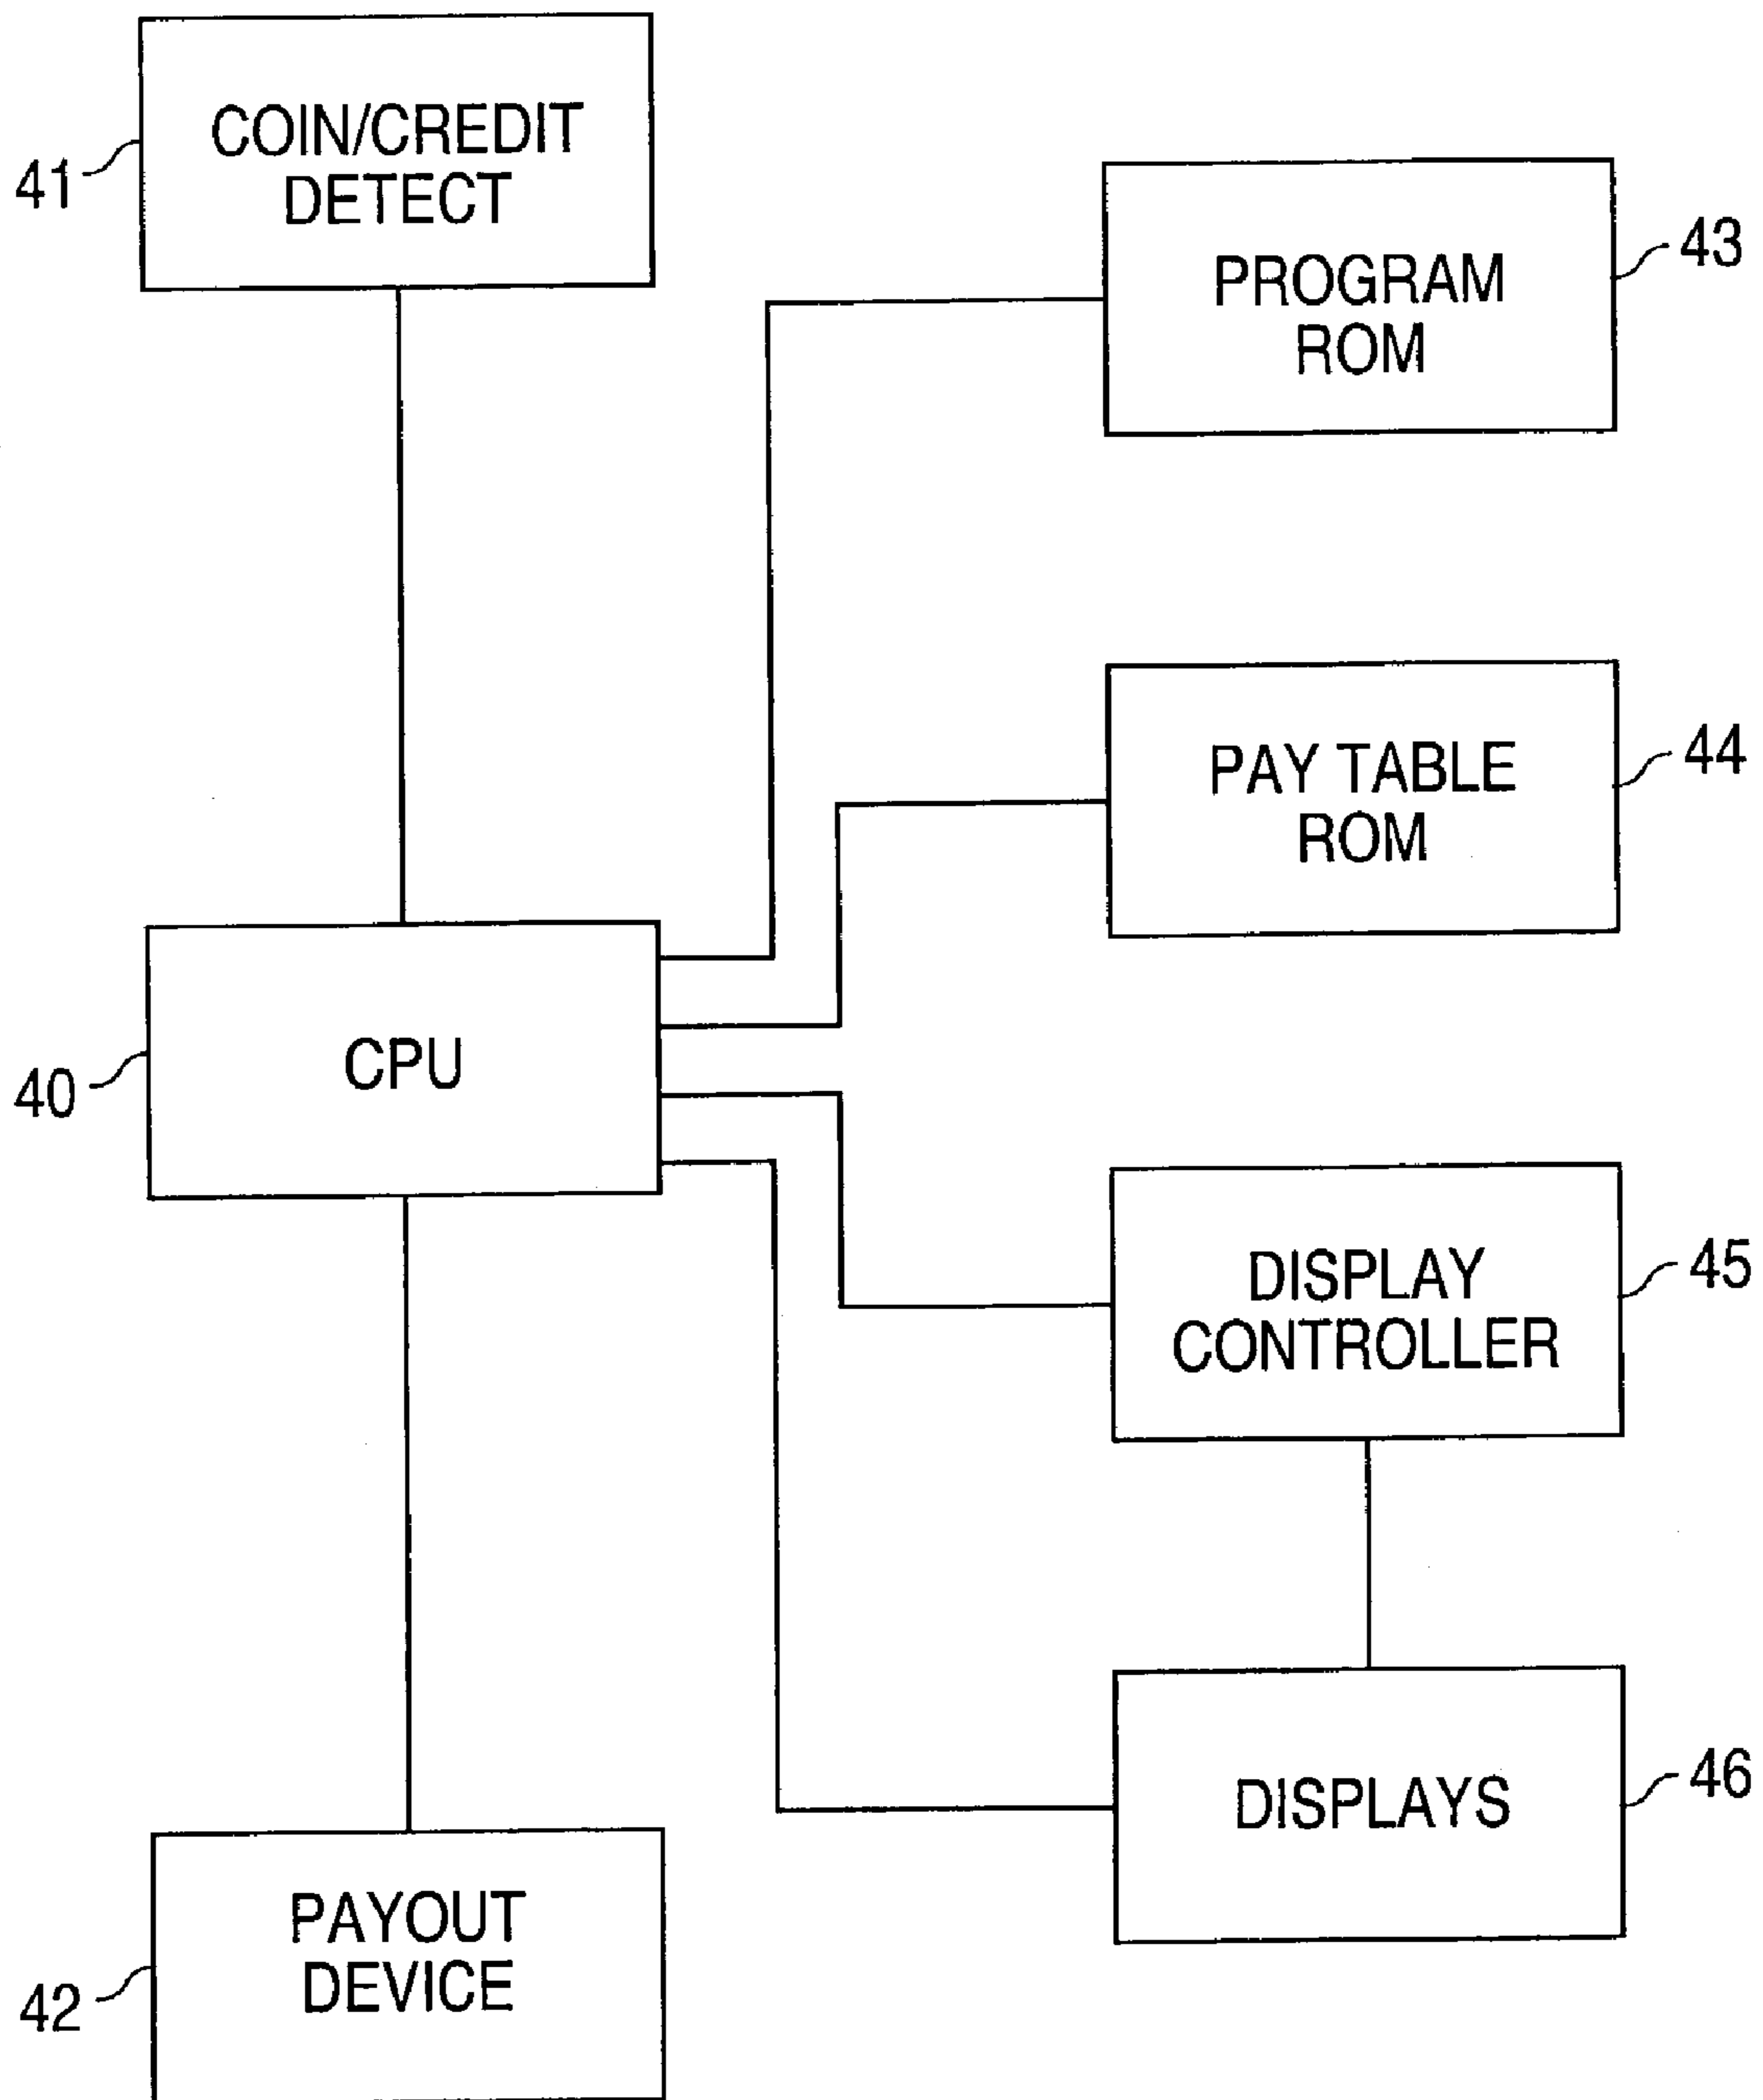 COIN/CREDIT
DETECT
41
PROGRAM
ROM
43
PAY TABLE
ROM
44
CPU
40
DISPLAY
CONTROLLER
45
DISPLAYS
46
PAYOUT
DEVICE
42